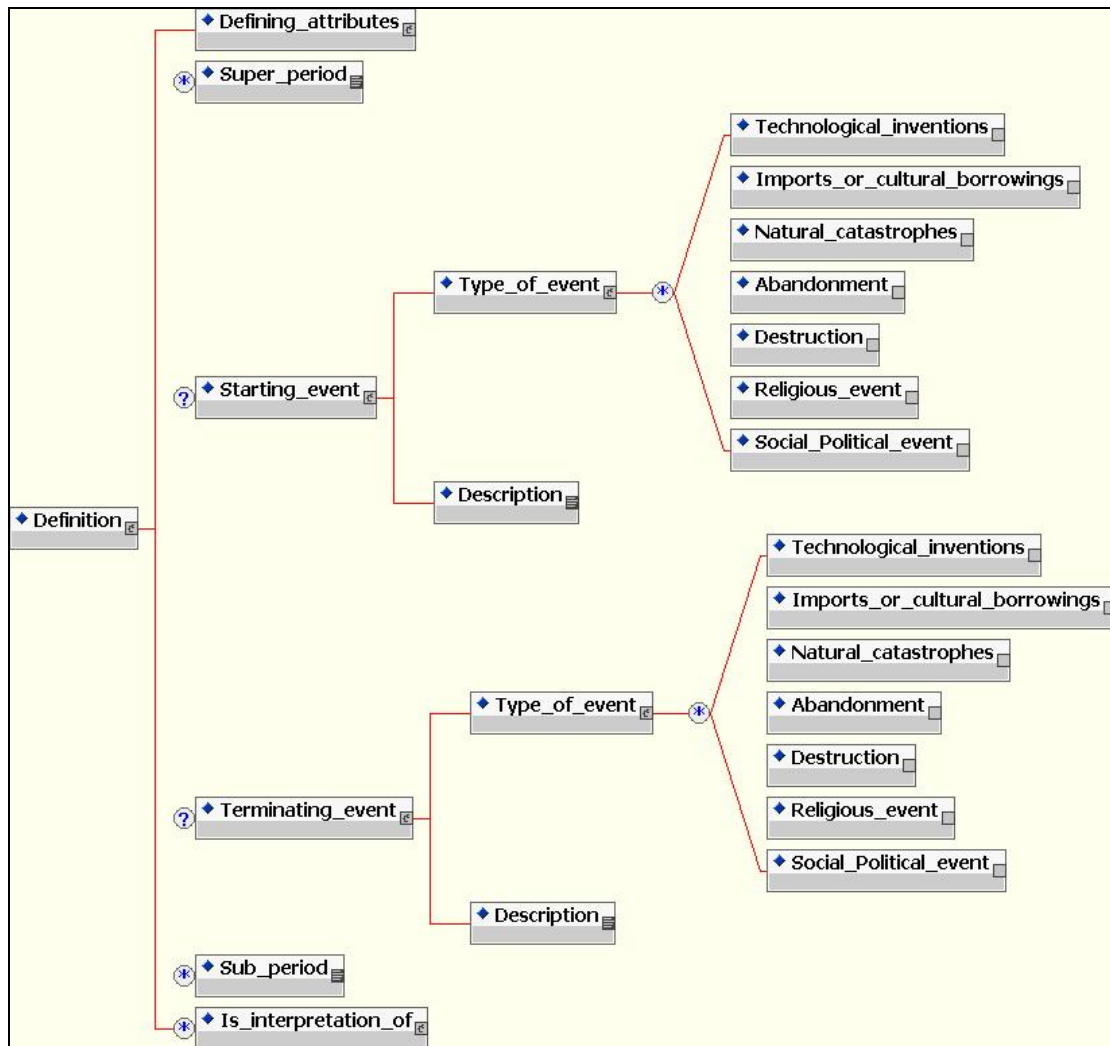 Defining_attributes
Super_period
Technological_inventions
Imports_or_cultural_borrowings
Natural_catastrophes
Type_of_event
Abandonment
Destruction
Starting_event
Religious_event
Social_Political_event
Description
Definition
Technological_inventions
Imports_or_cultural_borrowings
Natural_catastrophes
Type_of_event
Abandonment
Destruction
Terminating_event
Religious_event
Social_Political_event
Description
Sub_period
Is_interpretation_of